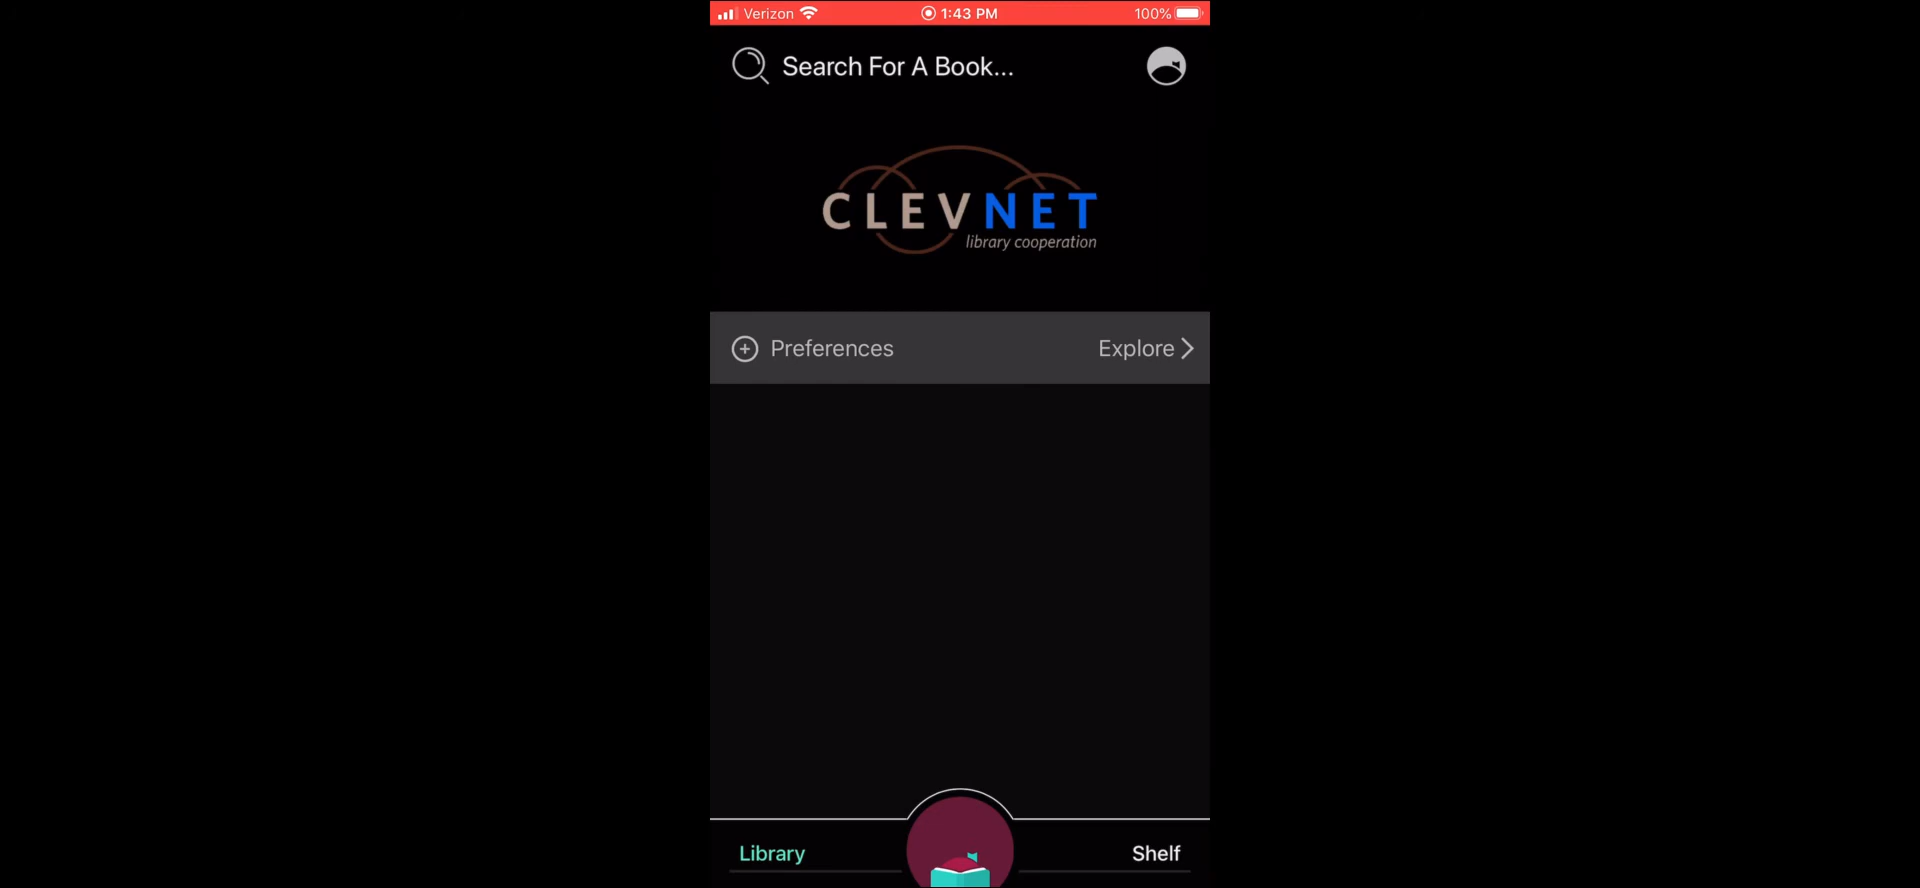 Verizon 1:43 PM 100%
Search For A Book...
CLEVNET
library cooperation
Preferences Explore
Library Shelf